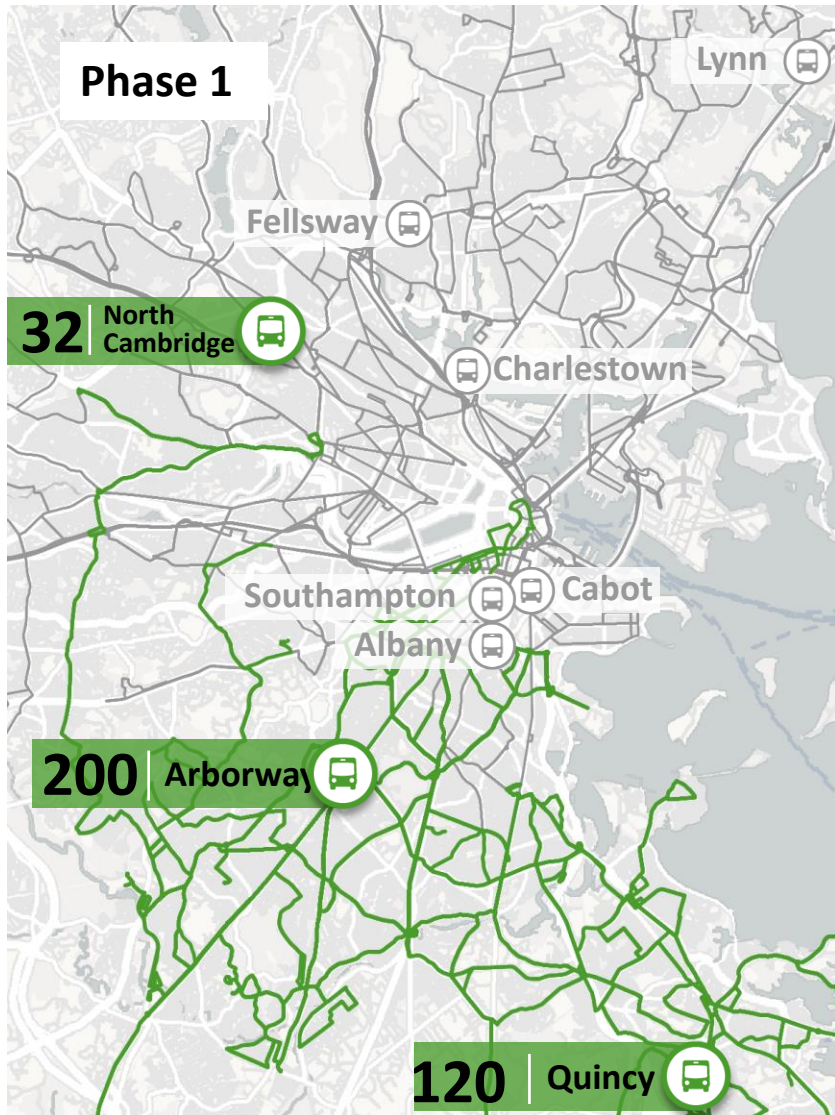 Phase 1
Lynn
Fellsway
32
North
Cambridge
Charlestown
Southampton
Cabot
Albany
200
Arborway
120
Quincy